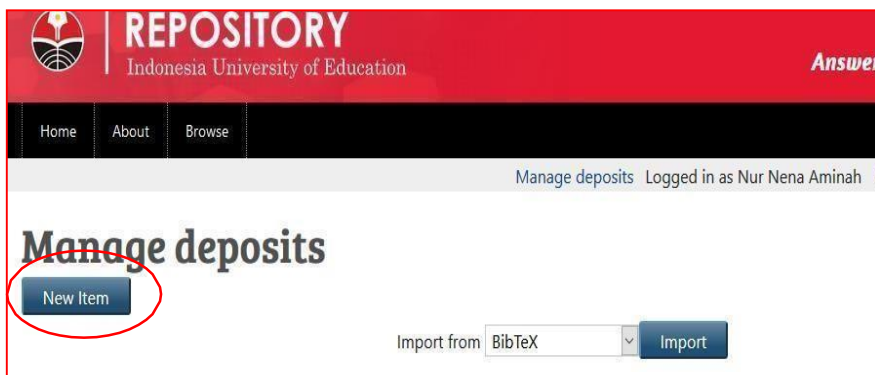 REPOSITORY
Indonesia University of Education
Answer
Home About Browse
Manage deposits Logged in as Nur Nena Aminah
Manage deposits
New Item
Import from BibTeX Import